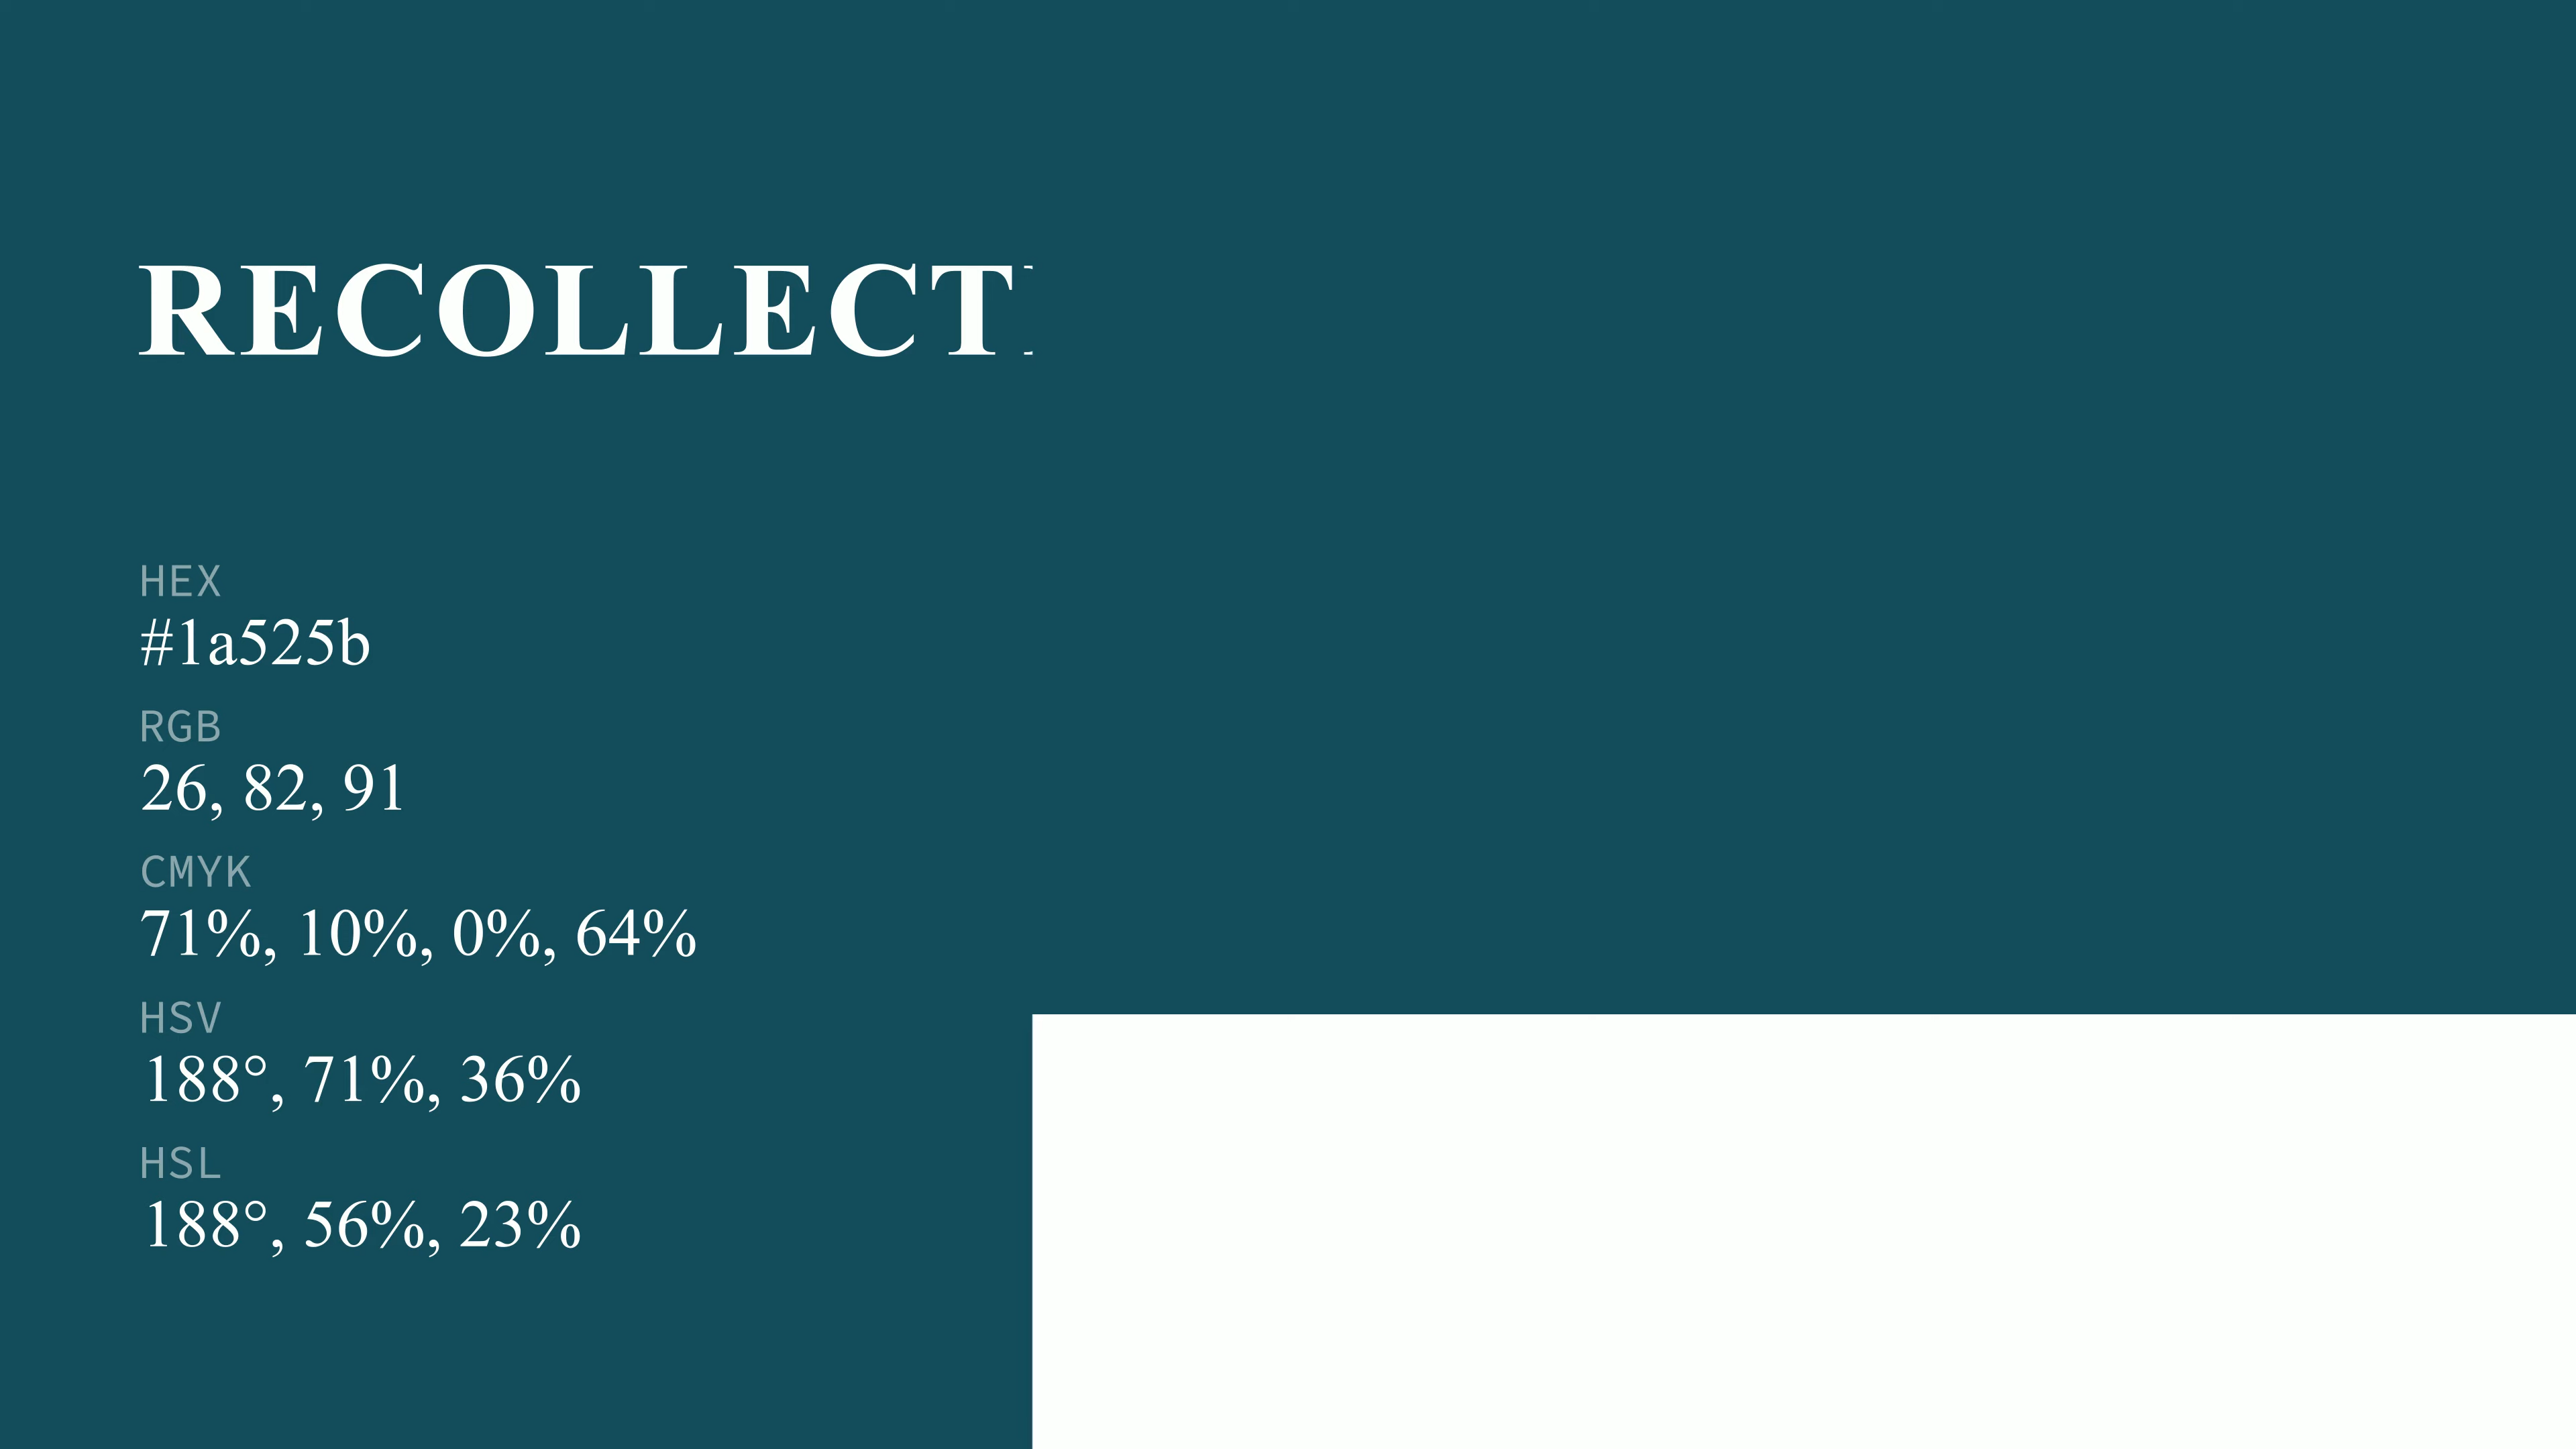 RECOLLECT
HEX
#1a525b
RGB
26, 82, 91
CMYK
71%, 10%, 0%, 64%
HSV
188°, 71%, 36%
HSL
188°, 56%, 23%